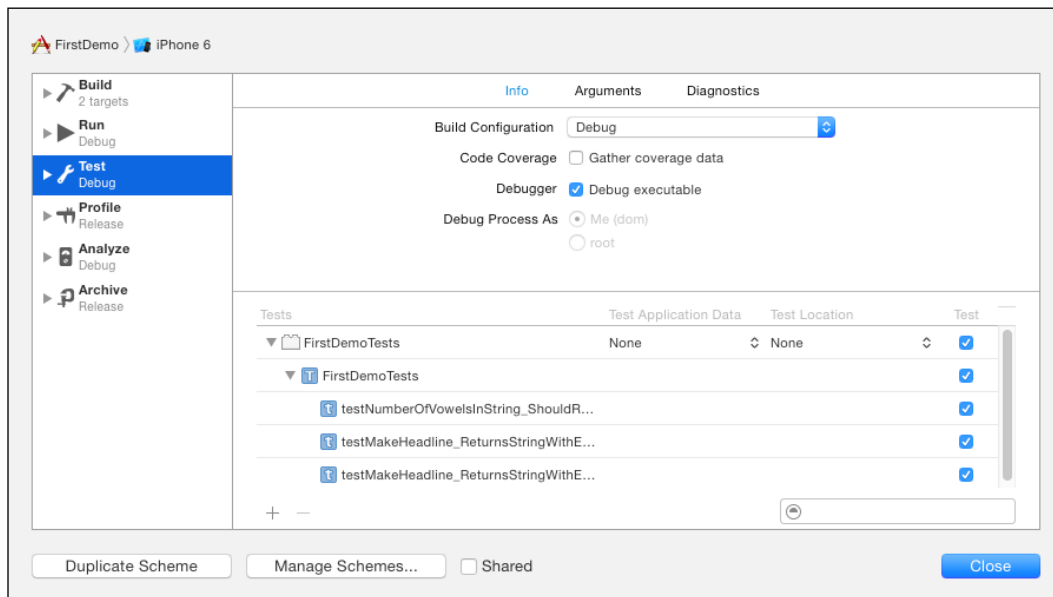 FirstDemo iPhone 6
Build
2 targets
Run
Debug
Test
Debug
Profile
Release
Analyze
Debug
Archive
Release
Info Arguments Diagnostics
Build Configuration Debug
Code Coverage Gather coverage data
Debugger Debug executable
Debug Process As Me (dom)
root
Tests Test Application Data Test Location Test
FirstDemoTests None None
T FirstDemoTests
t testNumberOfVowelsInString_ShouldR...
t testMakeHeadline_ReturnsStringWithE...
t testMakeHeadline_ReturnsStringWithE...
Duplicate Scheme Manage Schemes... Shared Close